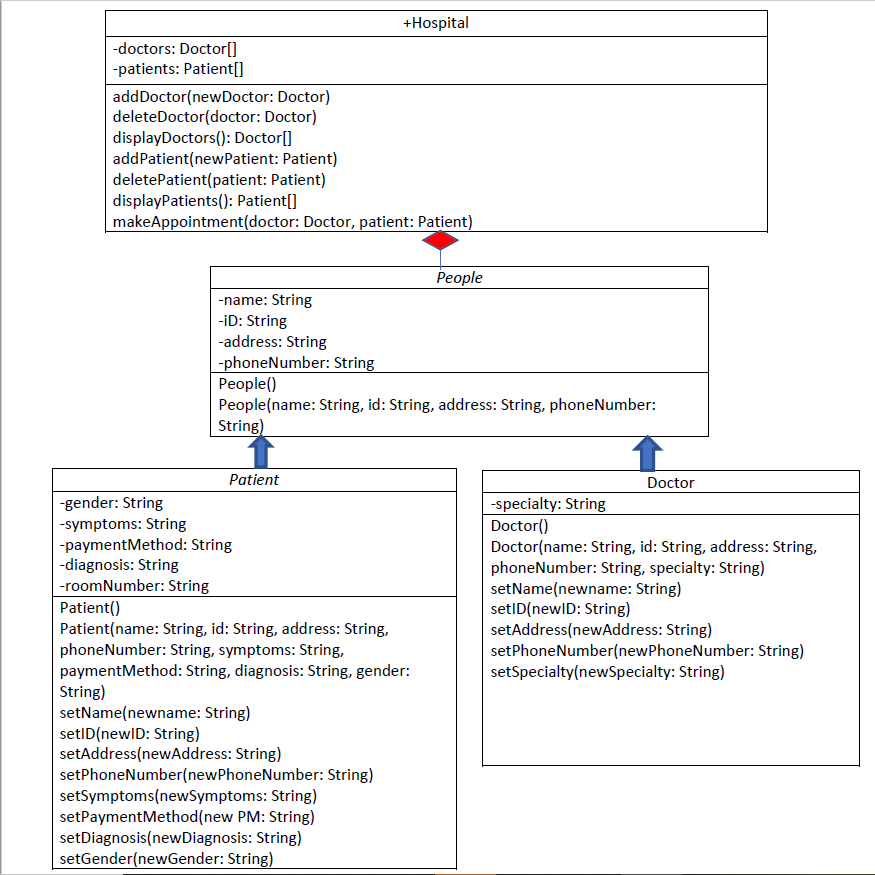 +Hospital
-doctors: Doctor[]
-patients: Patient[]
addDoctor(newDoctor: Doctor)
deleteDoctor(doctor: Doctor)
displayDoctors(): Doctor[]
addPatient(newPatient: Patient)
deletePatient(patient: Patient)
displayPatients(): Patient[]
makeAppointment(doctor: Doctor, patient: Patient)
People
-name: String
-iD: String
-address: String
-phoneNumber: String
People()
People(name: String, id: String, address: String, phoneNumber:
String)
Patient
-gender: String
-symptoms: String
-paymentMethod: String
-diagnosis: String
-roomNumber: String
Patient()
Patient(name: String, id: String, address: String,
phoneNumber: String, symptoms: String,
paymentMethod: String, diagnosis: String, gender:
String)
setName(newname: String)
setID(newID: String)
setAddress(newAddress: String)
setPhoneNumber(newPhoneNumber: String)
setSymptoms(newSymptoms: String)
setPaymentMethod(new PM: String)
setDiagnosis(newDiagnosis: String)
setGender(newGender: String)
Doctor
-specialty: String
Doctor()
Doctor(name: String, id: String, address: String,
phoneNumber: String, specialty: String)
setName(newname: String)
setID(newID: String)
setAddress(newAddress: String)
setPhoneNumber(newPhoneNumber: String)
setSpecialty(newSpecialty: String)